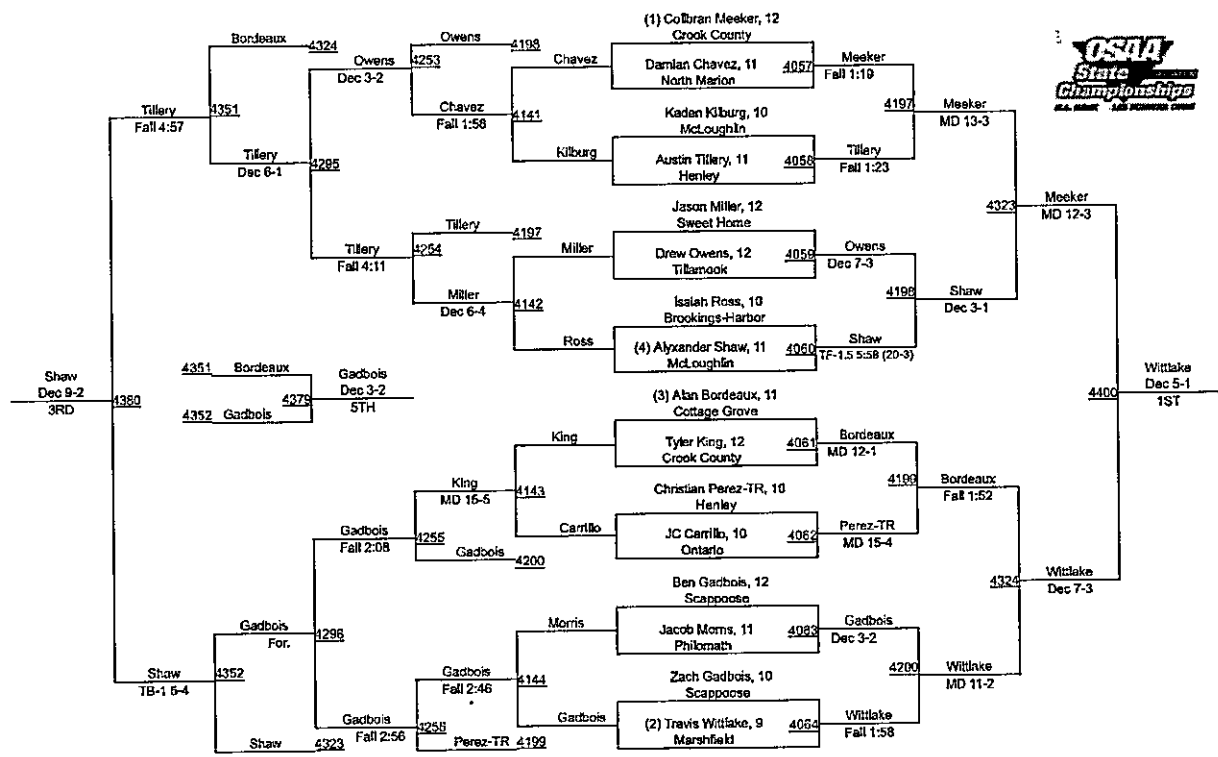 OSAA
State
Championships
(1) Collbran Meeker, 12
Crook County
Damian Chavez, 11
North Marion
Kaden Kilburg, 10
McLoughlin
Austin Tillery, 11
Henley
Jason Miller, 12
Sweet Home
Drew Owens, 12
Tillamook
Isaiah Ross, 10
Brookings-Harbor
(4) Alyxander Shaw, 11
McLoughlin
(3) Alan Bordeaux, 11
Cottage Grove
Tyler King, 12
Crook County
Christian Perez-TR, 10
Henley
JC Carrillo, 10
Ontario
Ben Gadbois, 12
Scappoose
Jacob Morris, 11
Philomath
Zach Gadbois, 10
Scappoose
(2) Travis Wittlake, 9
Marshfield
4057
Meeker
Fall 1:19
4058
Tillery
Fall 1:23
4059
Owens
Dec 7-3
4060
Shaw
TF-1.5 5:58 (20-3)
4061
Bordeaux
MD 12-1
4062
Perez-TR
MD 15-4
4063
Gadbois
Dec 3-2
4064
Wittlake
Fall 1:58
4197
Meeker
MD 13-3
4198
Shaw
Dec 3-1
4199
Bordeaux
Fall 1:52
4200
Wittlake
MD 11-2
4323
Meeker
MD 12-3
4324
Wittlake
Dec 7-3
4400
Wittlake
Dec 5-1
1ST
Chavez
4141
Kilburg
Miller
4142
Ross
King
4143
Carrillo
Morris
4144
Gadbois
Owens
4198
4253
Chavez
Fall 1:58
Tillery
4197
4254
Miller
Dec 6-4
King
MD 15-5
4255
Gadbois
4200
Gadbois
Fall 2:46
4256
Perez-TR
4199
Owens
Dec 3-2
4295
Tillery
Fall 4:11
Gadbois
Fall 2:08
4296
Gadbois
Fall 2:56
Bordeaux
4324
4351
Tillery
Dec 6-1
Gadbois
For.
4352
Shaw
4323
Tillery
Fall 4:57
4380
Shaw
TB-1 5-4
Shaw
Dec 9-2
3RD
4351
Bordeaux
4379
4352
Gadbois
Gadbois
Dec 3-2
5TH